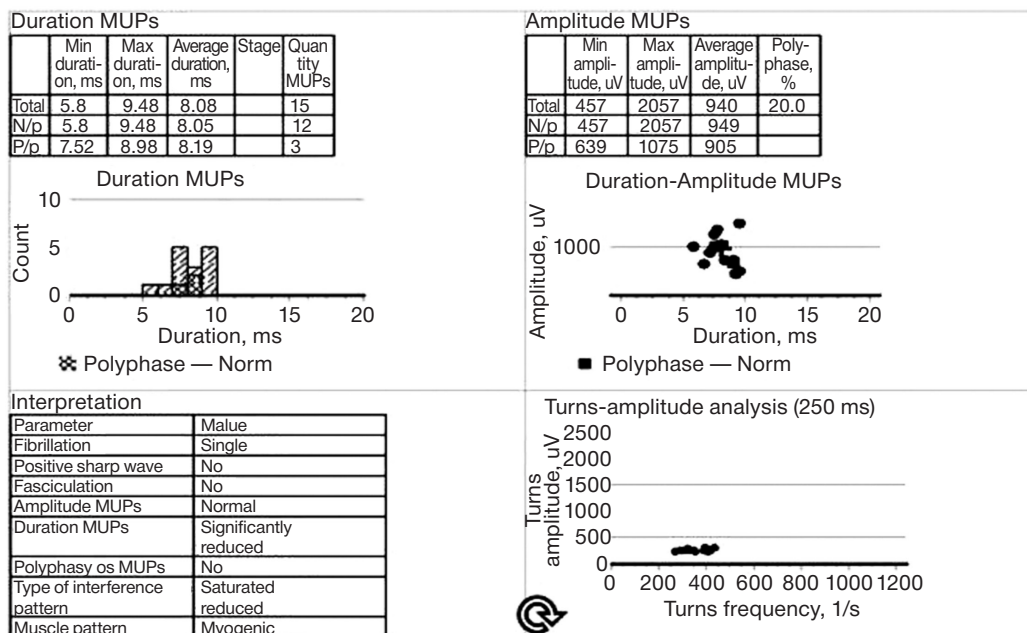 Duration MUPs
Min durati-on, ms Max durati-on, ms Average duration, ms Stage Quan tity MUPs
Total 5.8 9.48 8.08 15
N/p 5.8 9.48 8.05 12
P/p 7.52 8.98 8.19 3
Duration MUPs
10
5
0
Count
0 5 10 15 20
Duration, ms
Polyphase — Norm
Amplitude MUPs
Min ampli-tude, uV Max ampli-tude, uV Average amplitu-de, uV Poly-phase, %
Total 457 2057 940 20.0
N/p 457 2057 949
P/p 639 1075 905
Duration-Amplitude MUPs
Amplitude, uV
1000
0 5 10 15 20
Duration, ms
Polyphase — Norm
Interpretation
Parameter Malue
Fibrillation Single
Positive sharp wave No
Fasciculation No
Amplitude MUPs Normal
Duration MUPs Significantly
reduced
Polyphasy os MUPs No
Type of interference Saturated
pattern reduced
Muscle pattern Myogenic
Turns-amplitude analysis (250 ms)
Turns
amplitude, uV
2500
2000
1500
1000
500
0
0 200 400 600 800 1000 1200
Turns frequency, 1/s